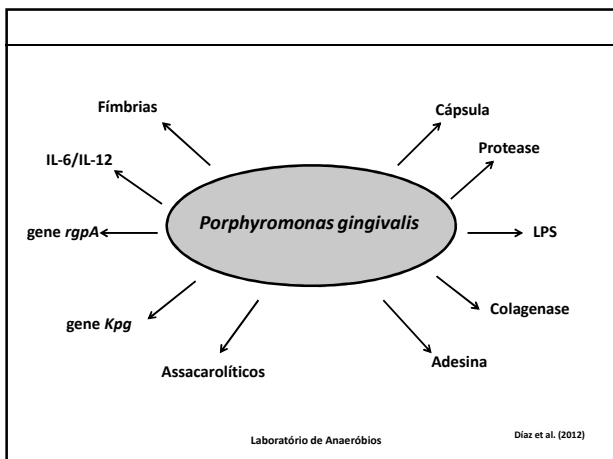 Fímbrias
Cápsula
Protease
IL-6/IL-12
Porphyromonas gingivalis
gene rgpA
LPS
Colagenase
gene Kpg
Adesina
Assacarolíticos
Díaz et al. (2012)
Laboratório de Anaeróbios